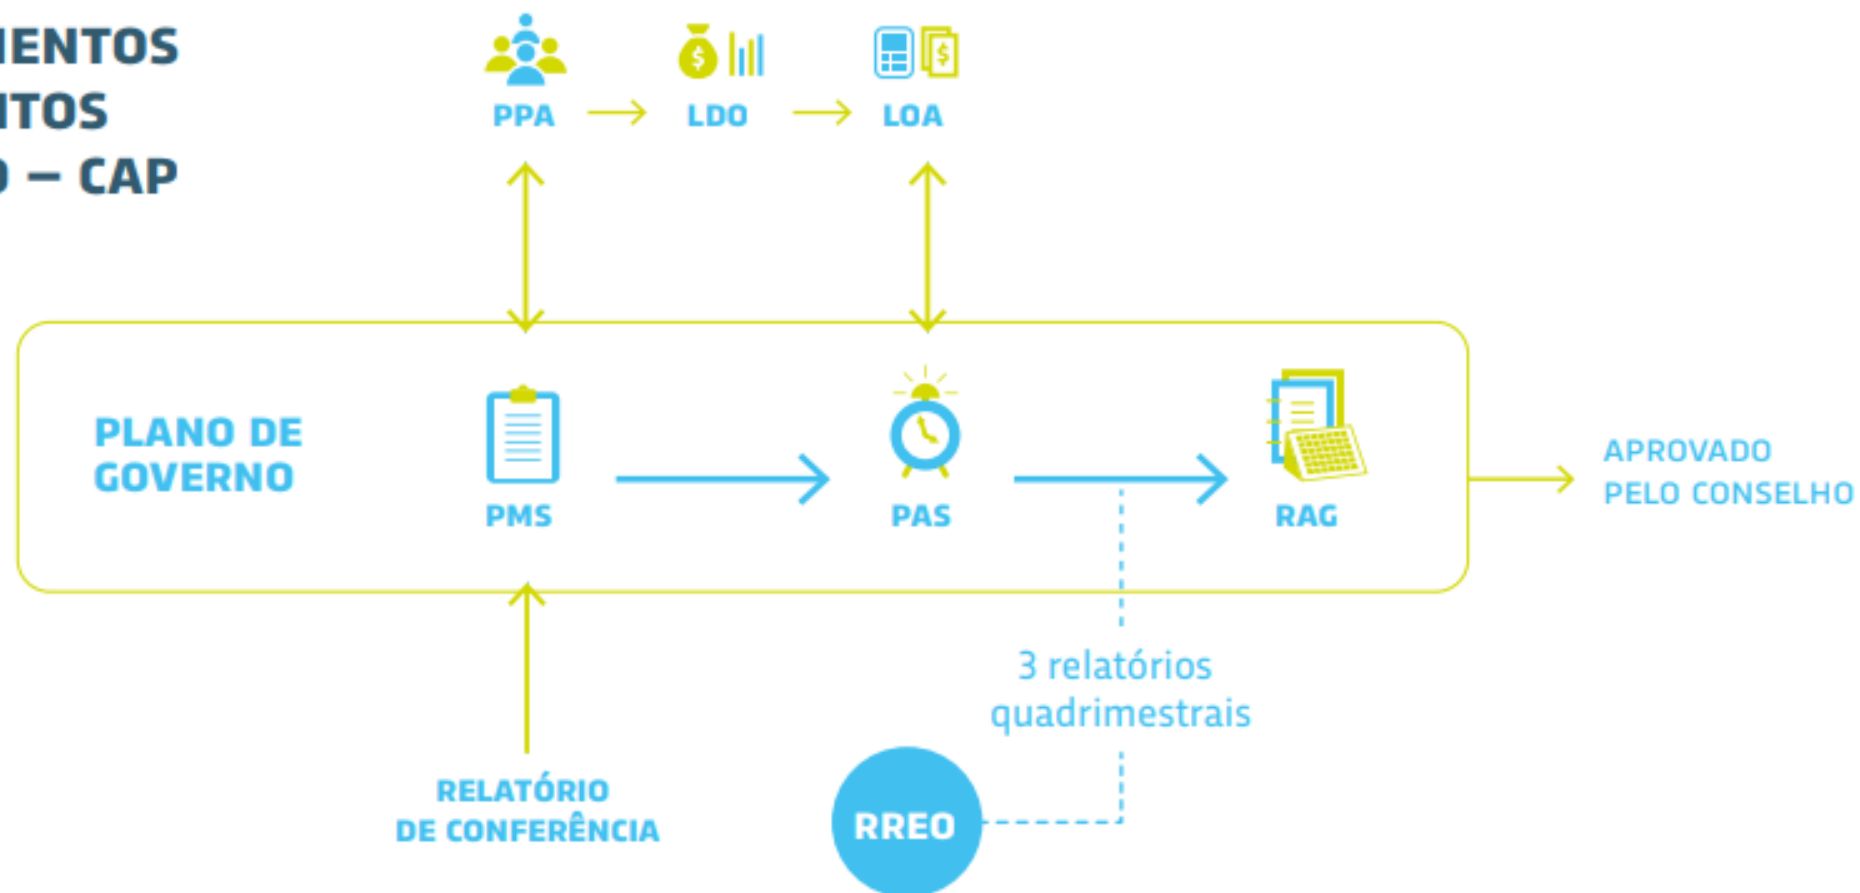 IENTOS
ITOS
– CAP
PPA
LDO
LOA
PLANO DE
GOVERNO
PMS
PAS
RAG
APROVADO
PELO CONSELHO
3 relatórios
quadrimestrais
RELATÓRIO
DE CONFERÊNCIA
RREO